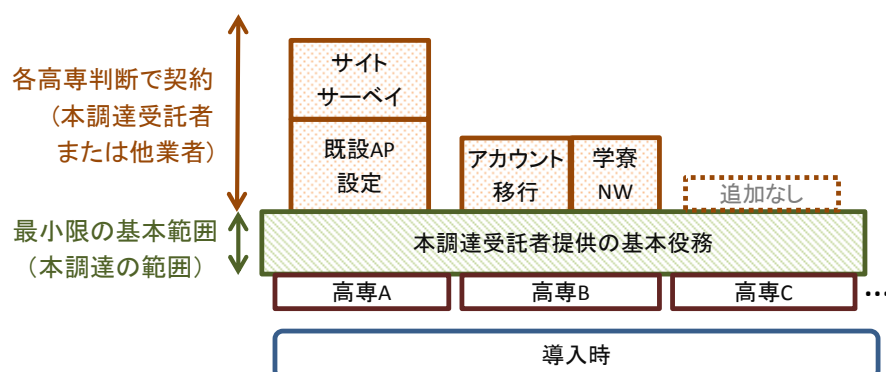 各高専判断で契約
(本調達受託者
または他業者)
サイト
サーベイ
既設AP
設定
アカウント
移行
学寮
NW
追加なし
最小限の基本範囲
(本調達の範囲)
本調達受託者提供の基本役務
高専A
高専B
高専C
…
導入時